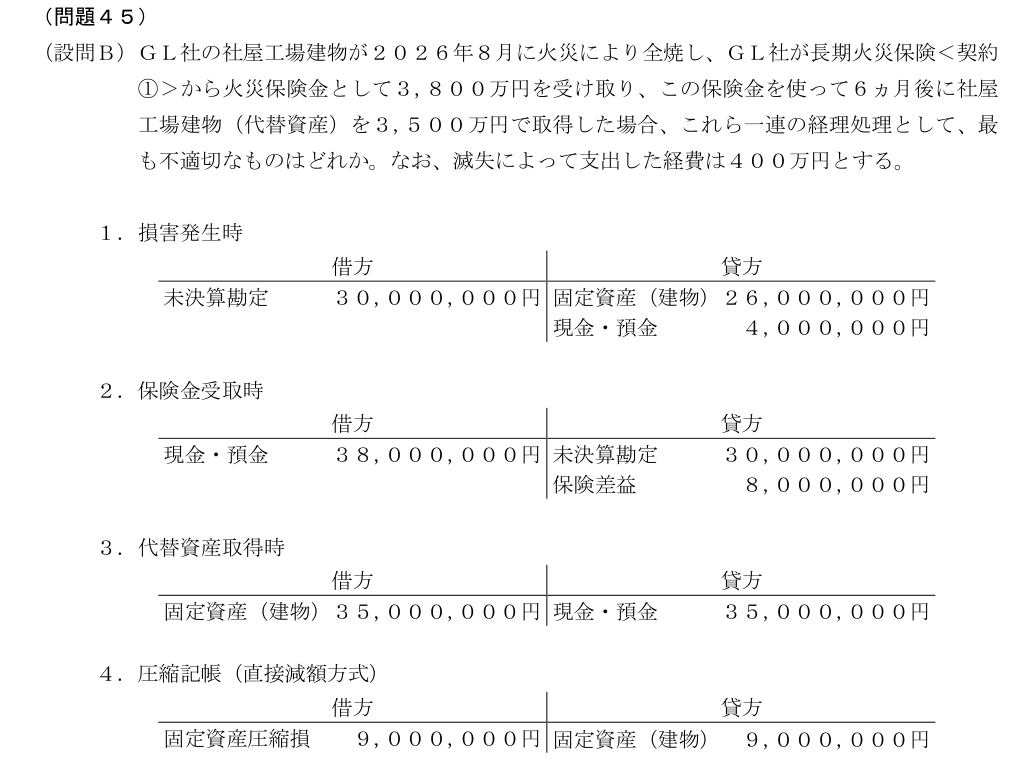 （問題４５）
（設問Ｂ）ＧＬ社の社屋工場建物が２０２６年８月に火災により全焼し、ＧＬ社が長期火災保険＜契約
①＞から火災保険金として３，８００万円を受け取り、この保険金を使って６ヵ月後に社屋
工場建物（代替資産）を３，５００万円で取得した場合、これら一連の経理処理として、最
も不適切なものはどれか。なお、滅失によって支出した経費は４００万円とする。
１．損害発生時
借方 貸方
未決算勘定 ３０，０００，０００円 固定資産（建物） ２６，０００，０００円
現金・預金 ４，０００，０００円
２．保険金受取時
借方 貸方
現金・預金 ３８，０００，０００円 未決算勘定 ３０，０００，０００円
保険差益 ８，０００，０００円
３．代替資産取得時
借方 貸方
固定資産（建物） ３５，０００，０００円 現金・預金 ３５，０００，０００円
４．圧縮記帳（直接減額方式）
借方 貸方
固定資産圧縮損 ９，０００，０００円 固定資産（建物） ９，０００，０００円